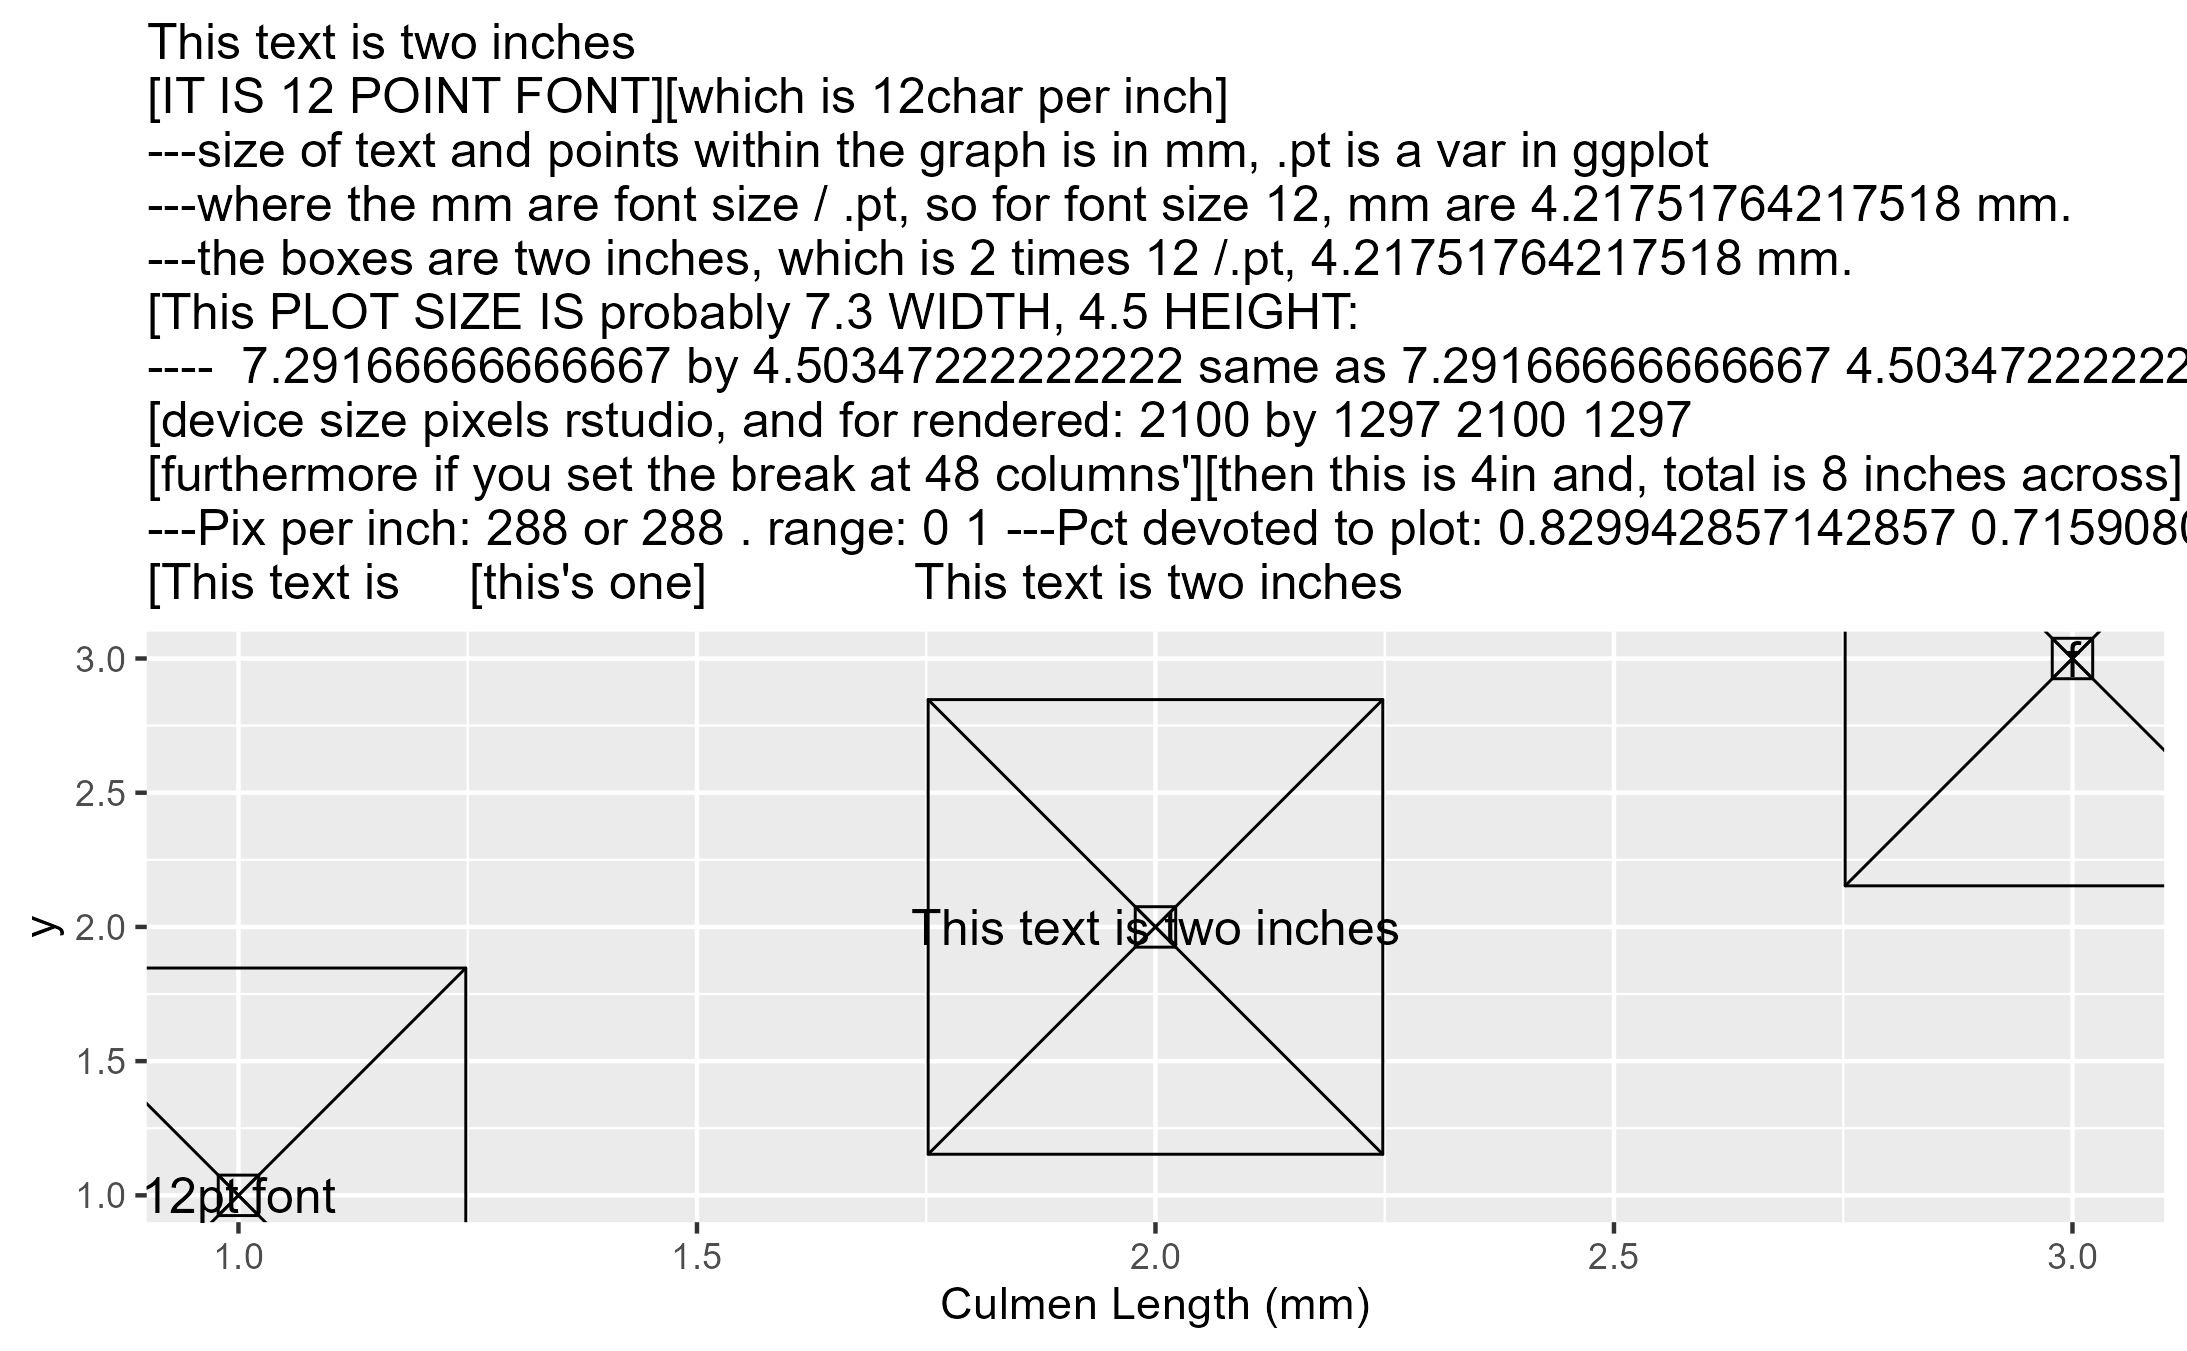 This text is two inches
[IT IS 12 POINT FONT][which is 12char per inch]
---size of text and points within the graph is in mm, .pt is a var in ggplot
---where the mm are font size / .pt, so for font size 12, mm are 4.21751764217518 mm.
---the boxes are two inches, which is 2 times 12 /.pt, 4.21751764217518 mm.
[This PLOT SIZE IS probably 7.3 WIDTH, 4.5 HEIGHT:
----  7.29166666666667 by 4.50347222222222 same as 7.29166666666667 4.50347222222
[device size pixels rstudio, and for rendered: 2100 by 1297 2100 1297
[furthermore if you set the break at 48 columns'][then this is 4in and, total is 8 inches across]
---Pix per inch: 288 or 288 . range: 0 1 ---Pct devoted to plot: 0.829942857142857 0.7159080
[This text is     [this's one]               This text is two inches
3.0
f
2.5
y
2.0
This text is two inches
1.5
1.0
12pt font
1.0 1.5 2.0 2.5 3.0
Culmen Length (mm)